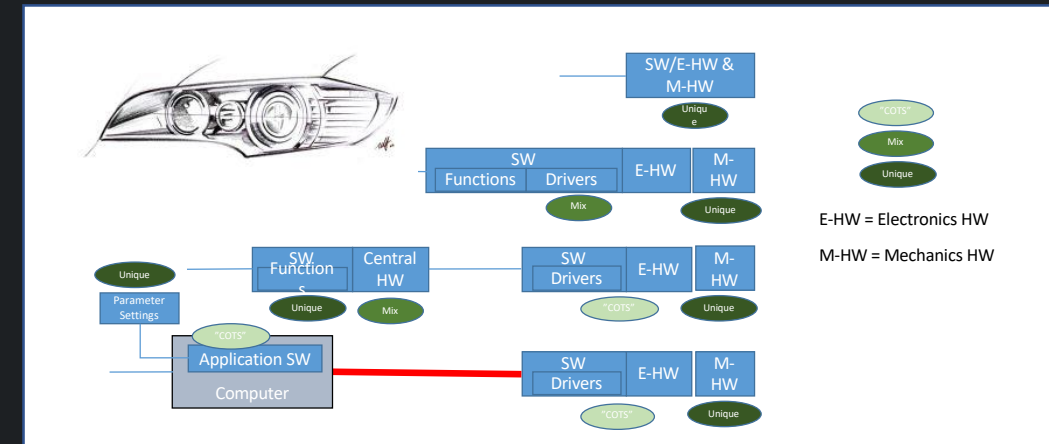 SW/E-HW &
M-HW
Uniqu
e
"COTS"
Mix
Unique
SW
Functions
Drivers
E-HW
M-
HW
Mix
Unique
E-HW = Electronics HW
M-HW = Mechanics HW
SW
Function
s
Central
HW
SW
Drivers
E-HW
M-
HW
Unique
Unique
Mix
"COTS"
Unique
Parameter
Settings
"COTS"
Application SW
Computer
SW
Drivers
E-HW
M-
HW
"COTS"
Unique